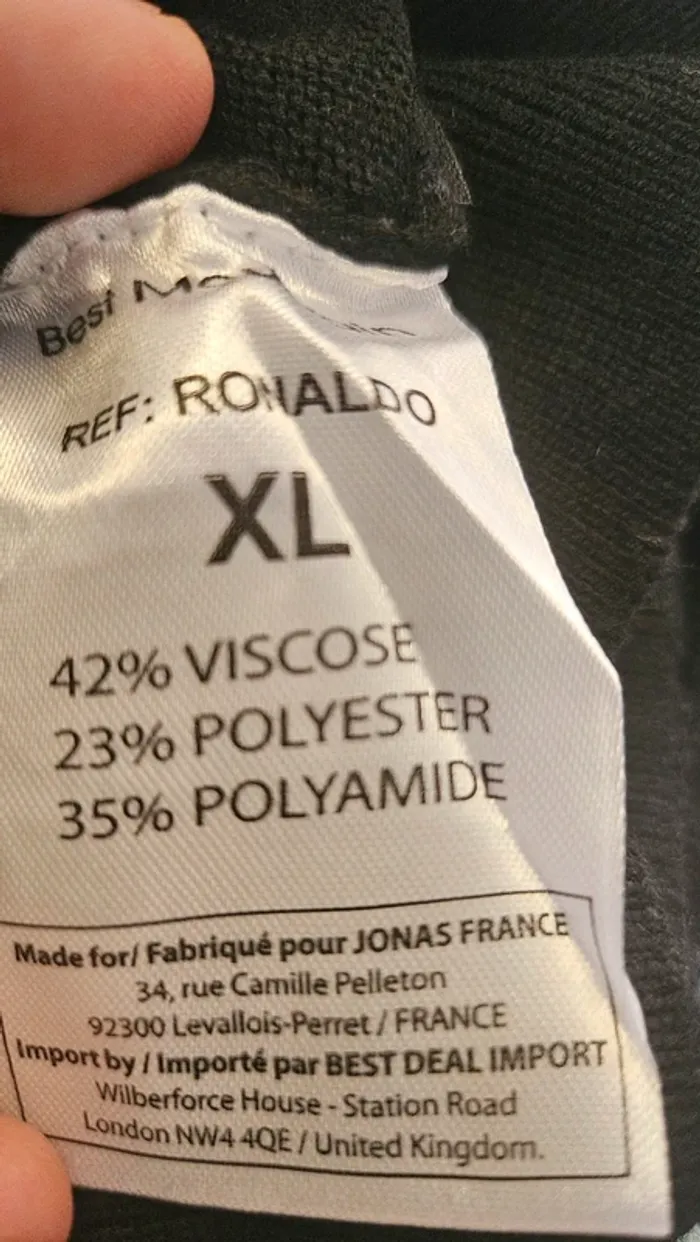 Best
REF: RONALDO
XL
42% VISCOSE
23% POLYESTER
35% POLYAMIDE
Made for/ Fabriqué pour JONAS FRANCE
34, rue Camille Pelleton
92300 Levallois-Perret / FRANCE
Import by / Importé par BEST DEAL IMPORT
Wilberforce House - Station Road
London NW4 4QE / United Kingdom.